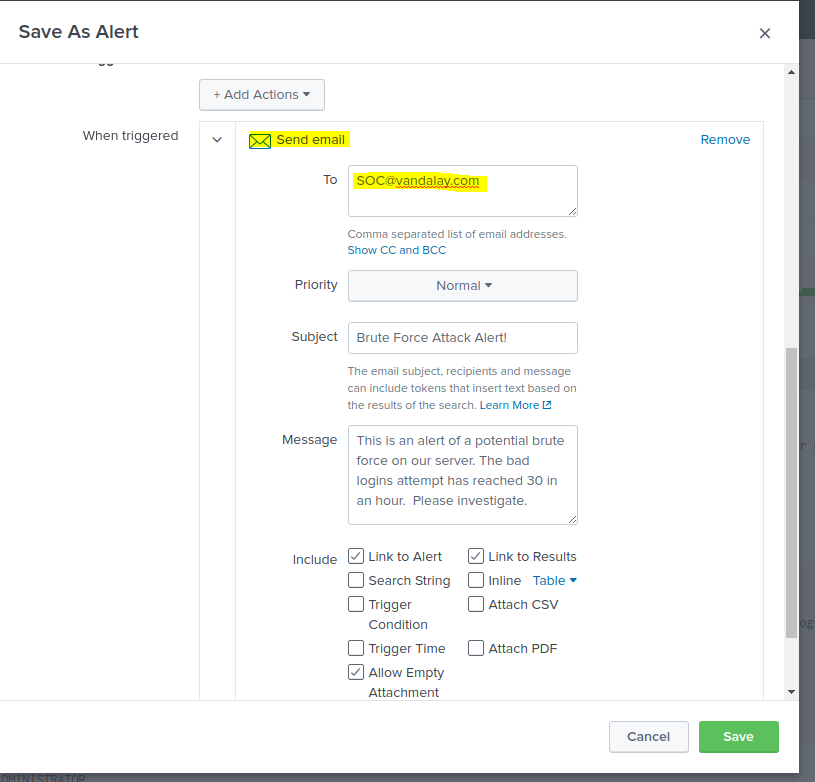 Save As Alert
+ Add Actions
When triggered
Send email
Remove
To
SOC@vandalay.com
Comma separated list of email addresses.
Show CC and BCC
Priority
Normal
Subject
Brute Force Attack Alert!
The email subject, recipients and message
can include tokens that insert text based on
the results of the search. Learn More
Message
This is an alert of a potential brute
force on our server. The bad
logins attempt has reached 30 in
an hour.  Please investigate.
Include
Link to Alert
Link to Results
Search String
Inline
Table
Trigger
Condition
Attach CSV
Trigger Time
Attach PDF
Allow Empty
Attachment
Cancel
Save